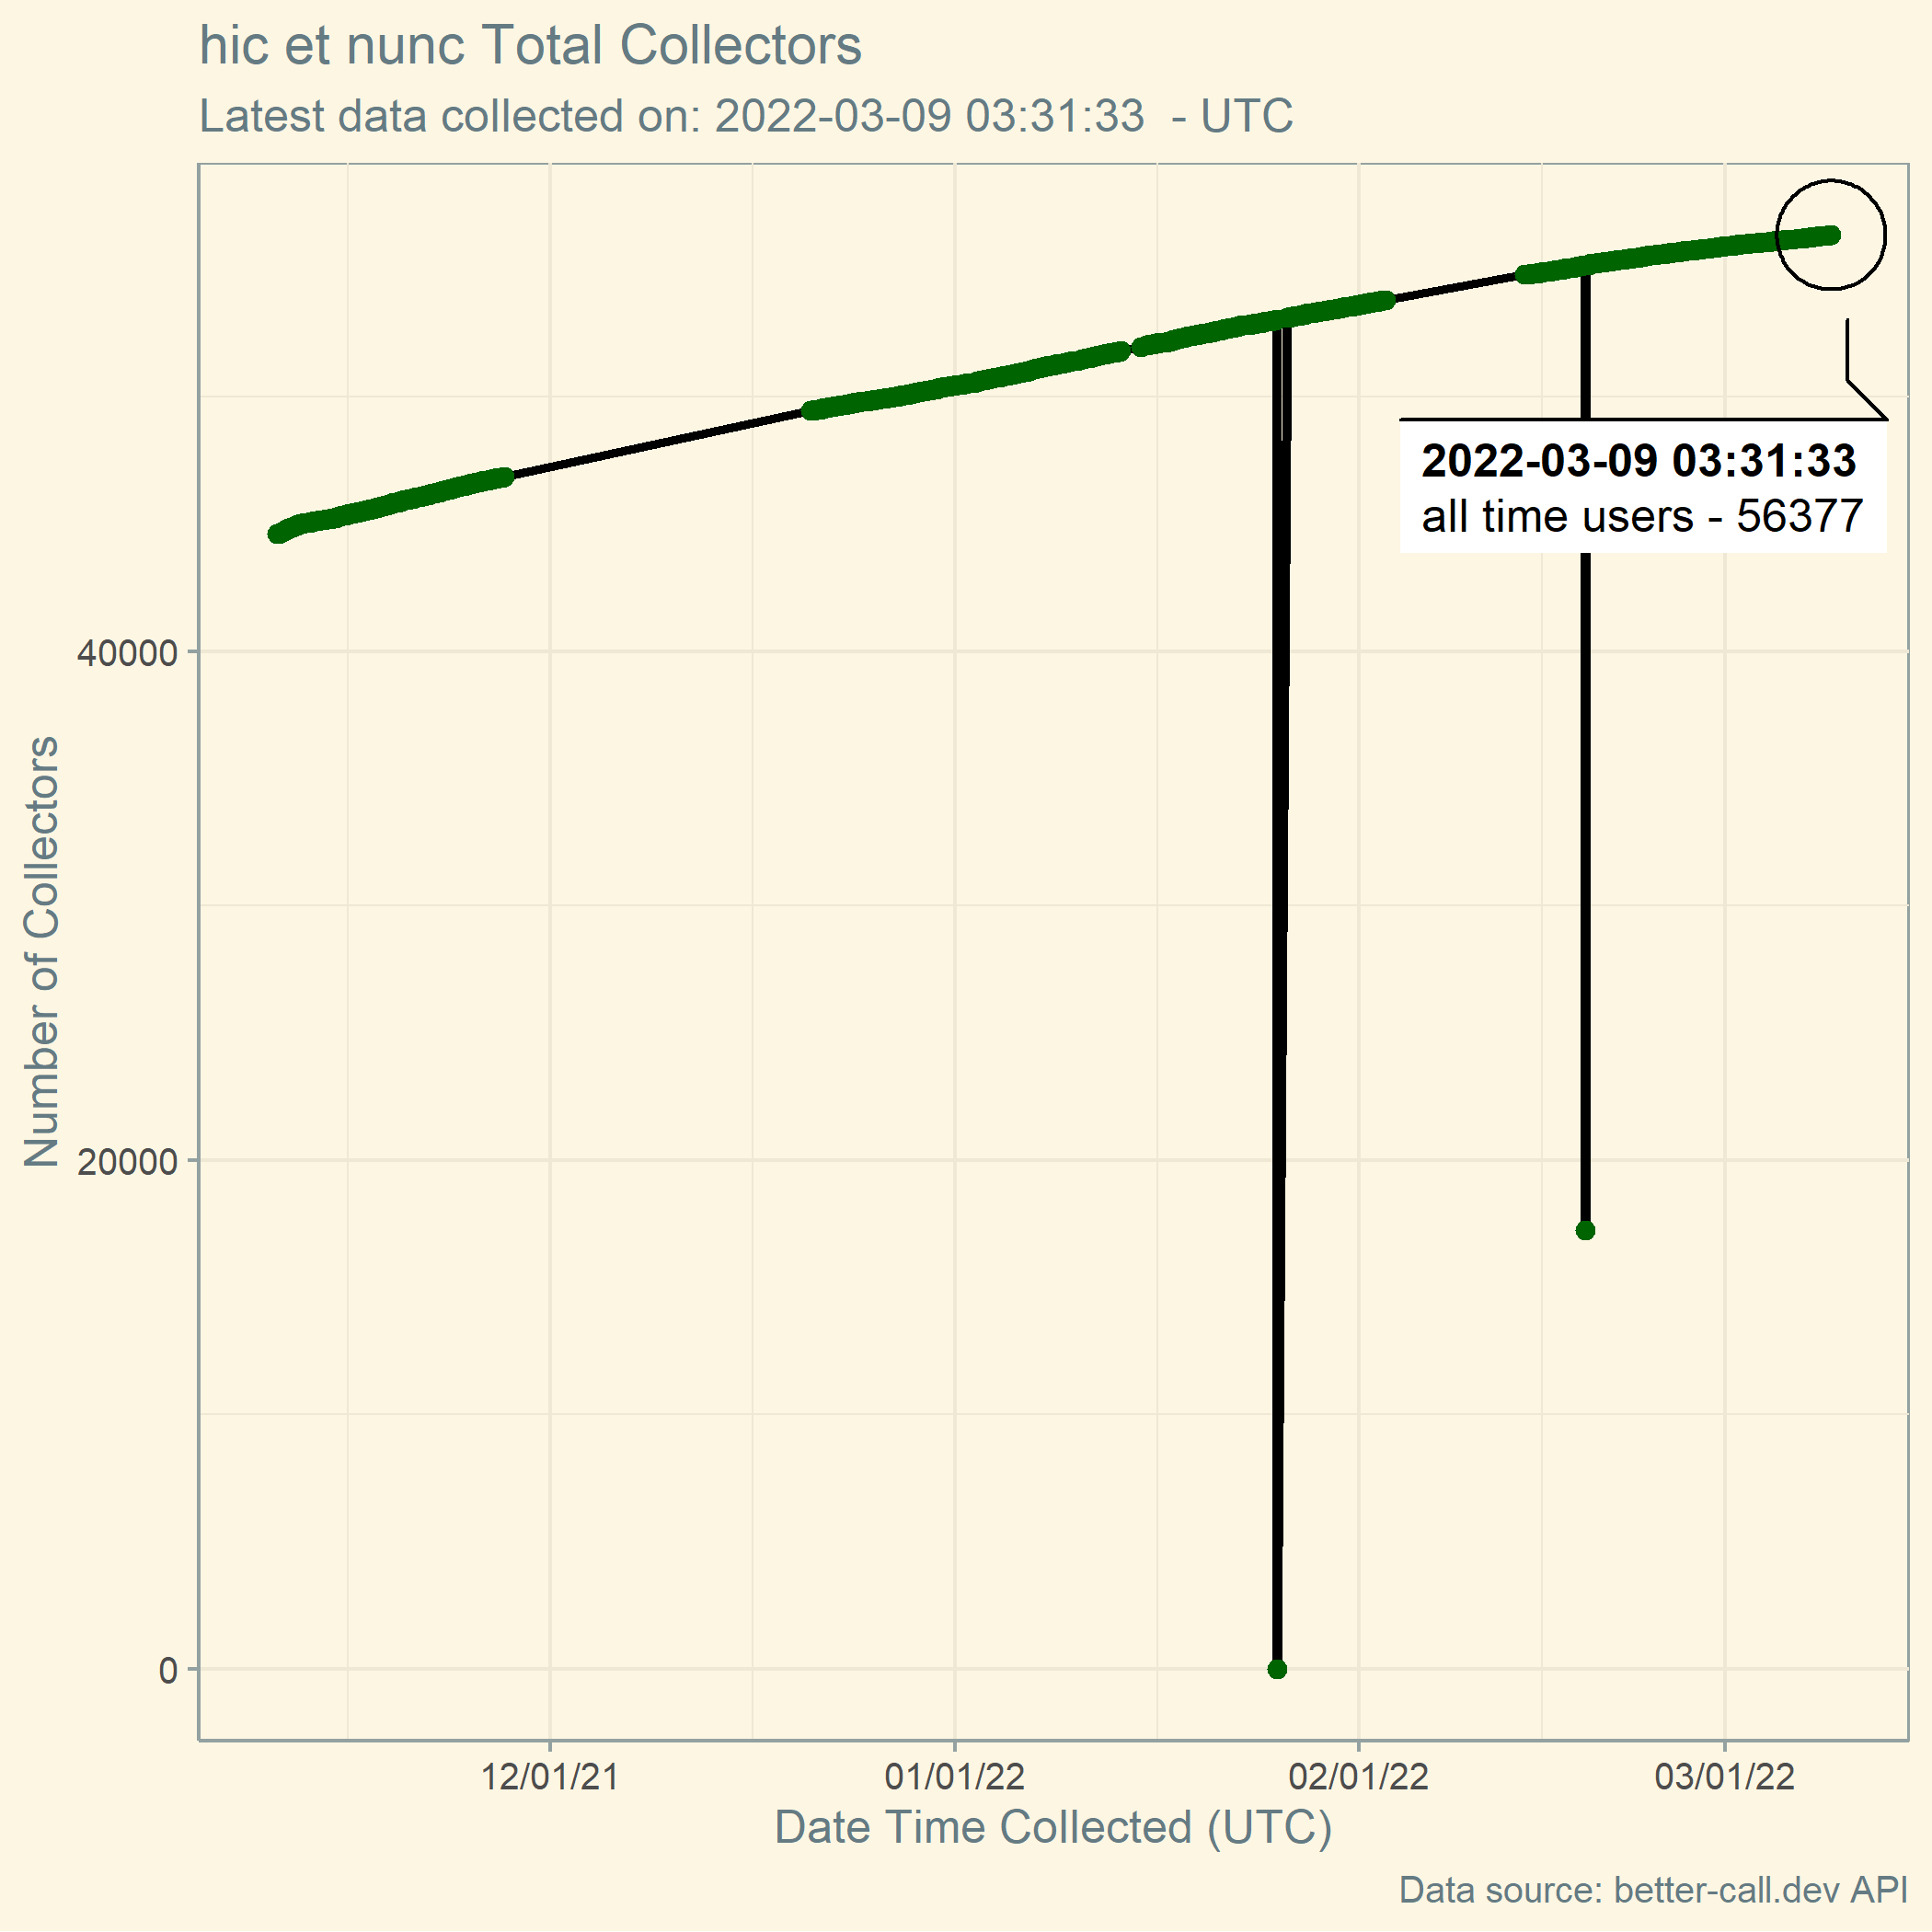 hic et nunc Total Collectors
Latest data collected on: 2022-03-09 03:31:33  - UTC
2022-03-09 03:31:33
all time users - 56377
Number of Collectors
40000
20000
0
12/01/21
01/01/22
02/01/22
03/01/22
Date Time Collected (UTC)
Data source: better-call.dev API